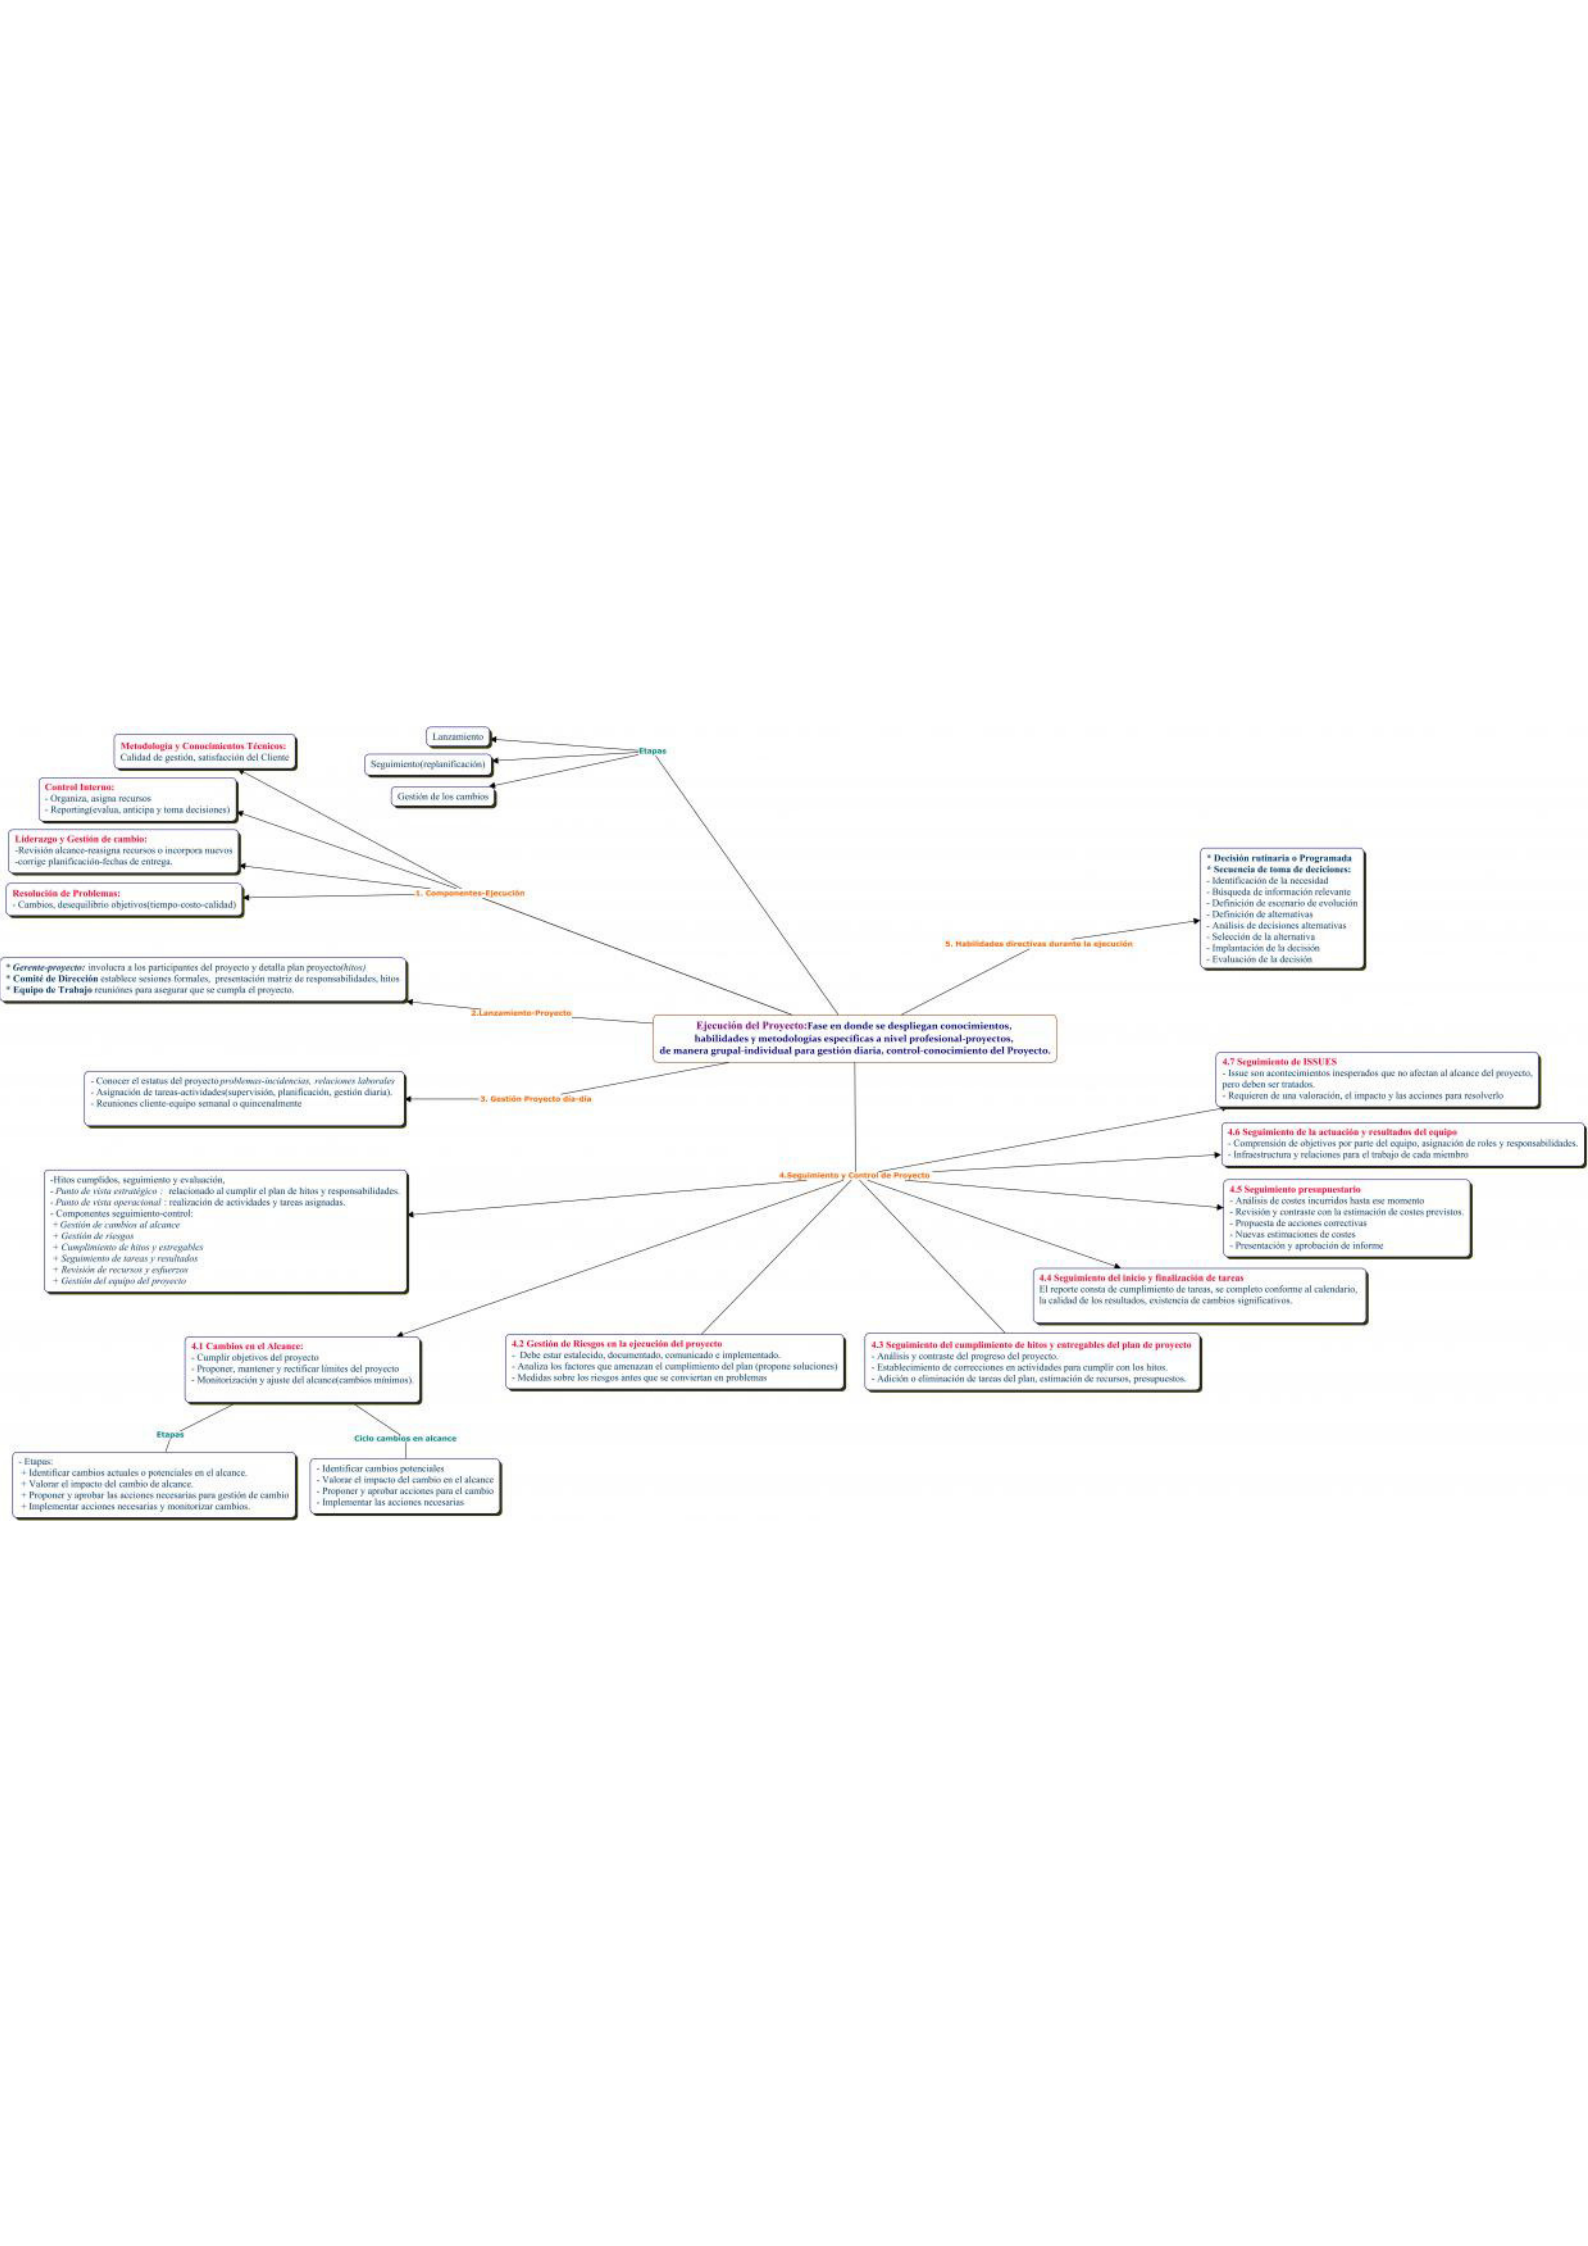 Lanzamiento
Seguimiento(replanificación)
Gestión de los cambios
Etapas
Metodología y Conocimientos Técnicos:
Calidad de gestión, satisfacción del Cliente
Control Interno:
- Organiza, asigna recursos
- Reporting(evalua, anticipa y toma decisiones)
Liderazgo y Gestión de cambio:
-Revisión alcance-reasigna recursos o incorpora nuevos
-corrige planificación-fechas de entrega.
Resolución de Problemas:
- Cambios, desequilibrio objetivos(tiempo-costo-calidad)
1. Componentes-Ejecución
* Decisión rutinaria o Programada
* Secuencia de toma de deciciones:
- Identificación de la necesidad
- Búsqueda de información relevante
- Definición de escenario de evolución
- Definición de alternativas
- Análisis de decisiones alternativas
- Selección de la alternativa
- Implantación de la decisión
- Evaluación de la decisión
5. Habilidades directivas durante la ejecución
* Gerente-proyecto: involucra a los participantes del proyecto y detalla plan proyecto(hitos)
* Comité de Dirección establece sesiones formales, presentación matriz de responsabilidades, hitos
* Equipo de Trabajo reuniónes para asegurar que se cumpla el proyecto.
2.Lanzamiento-Proyecto
Ejecución del Proyecto:Fase en donde se despliegan conocimientos,
habilidades y metodologías específicas a nivel profesional-proyectos,
de manera grupal-individual para gestión diaria, control-conocimiento del Proyecto.
- Conocer el estatus del proyecto problemas-incidencias, relaciones laborales
- Asignación de tareas-actividades(supervisión, planificación, gestión diaria).
- Reuniones cliente-equipo semanal o quincenalmente
3. Gestión Proyecto día-día
4.7 Seguimiento de ISSUES
- Issue son acontecimientos inesperados que no afectan al alcance del proyecto,
pero deben ser tratados.
- Requieren de una valoración, el impacto y las acciones para resolverlo
4.6 Seguimiento de la actuación y resultados del equipo
- Comprensión de objetivos por parte del equipo, asignación de roles y responsabilidades.
- Infraestructura y relaciones para el trabajo de cada miembro
4.Seguimiento y Control de Proyecto
-Hitos cumplidos, seguimiento y evaluación,
- Punto de vista estratégico : relacionado al cumplir el plan de hitos y responsabilidades.
- Punto de vista operacional : realización de actividades y tareas asignadas.
- Componentes seguimiento-control:
+ Gestión de cambios al alcance
+ Gestión de riesgos
+ Cumplimiento de hitos y estregables
+ Seguimiento de tareas y resultados
+ Revisión de recursos y esfuerzos
+ Gestión del equipo del proyecto
4.5 Seguimiento presupuestario
- Análisis de costes incurridos hasta ese momento
- Revisión y contraste con la estimación de costes previstos.
- Propuesta de acciones correctivas
- Nuevas estimaciones de costes
- Presentación y aprobación de informe
4.4 Seguimiento del inicio y finalización de tareas
El reporte consta de cumplimiento de tareas, se completo conforme al calendario,
la calidad de los resultados, existencia de cambios significativos.
4.1 Cambios en el Alcance:
- Cumplir objetivos del proyecto
- Proponer, mantener y rectificar límites del proyecto
- Monitorización y ajuste del alcance(cambios mínimos).
4.2 Gestión de Riesgos en la ejecución del proyecto
- Debe estar estalecido, documentado, comunicado e implementado.
- Analiza los factores que amenazan el cumplimiento del plan (propone soluciones)
- Medidas sobre los riesgos antes que se conviertan en problemas
4.3 Seguimiento del cumplimiento de hitos y entregables del plan de proyecto
- Análisis y contraste del progreso del proyecto.
- Establecimiento de correcciones en actividades para cumplir con los hitos.
- Adición o eliminación de tareas del plan, estimación de recursos, presupuestos.
Etapas
Ciclo cambios en alcance
- Etapas:
+ Identificar cambios actuales o potenciales en el alcance.
+ Valorar el impacto del cambio de alcance.
+ Proponer y aprobar las acciones necesarias para gestión de cambio
+ Implementar acciones necesarias y monitorizar cambios.
- Identificar cambios potenciales
- Valorar el impacto del cambio en el alcance
- Proponer y aprobar acciones para el cambio
- Implementar las acciones necesarias